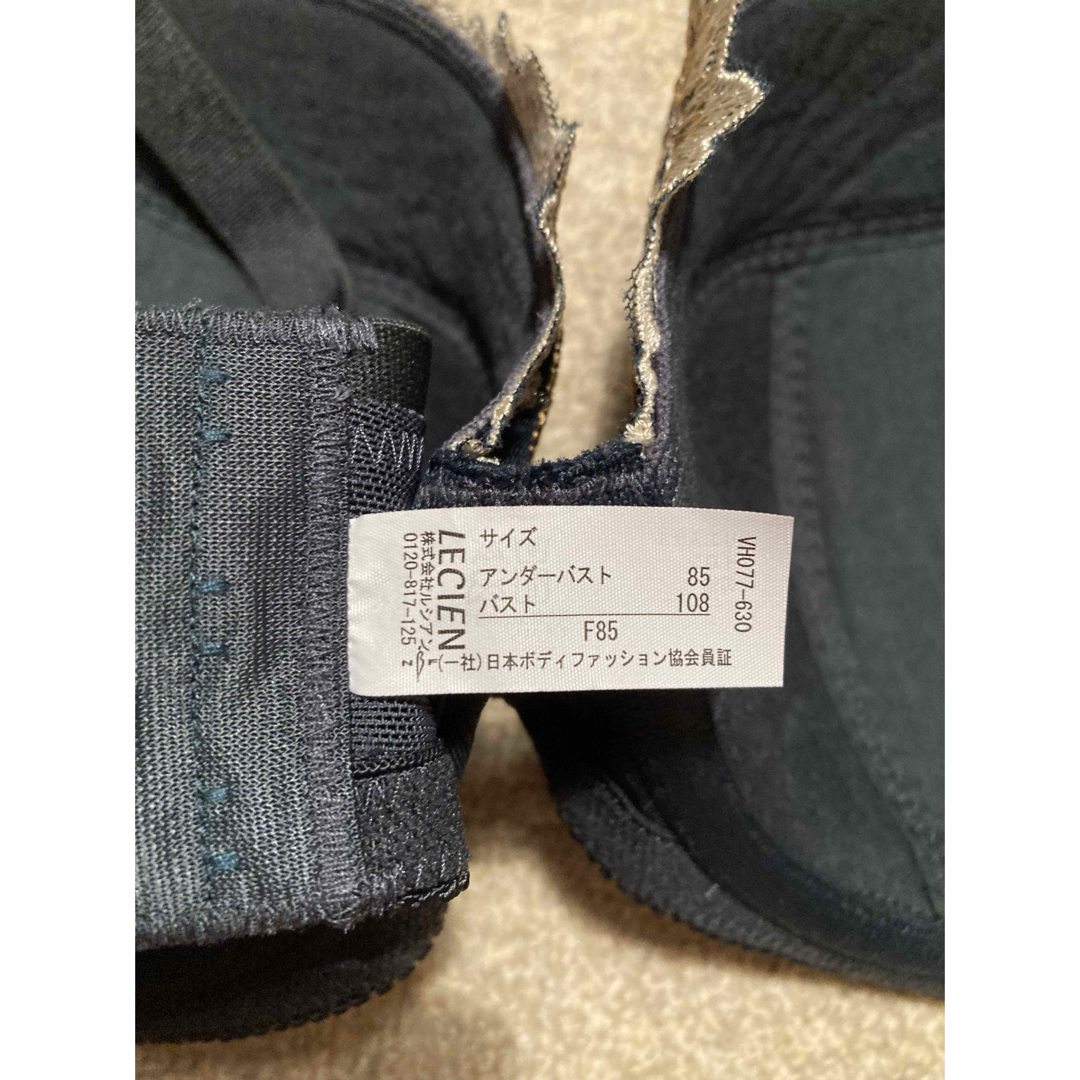 サイズ
アンダーバスト 85
バスト 108
F85
(一社)日本ボディファッション協会員証
LECIEN
株式会社ルシアン
0120-817-125
VH077-630